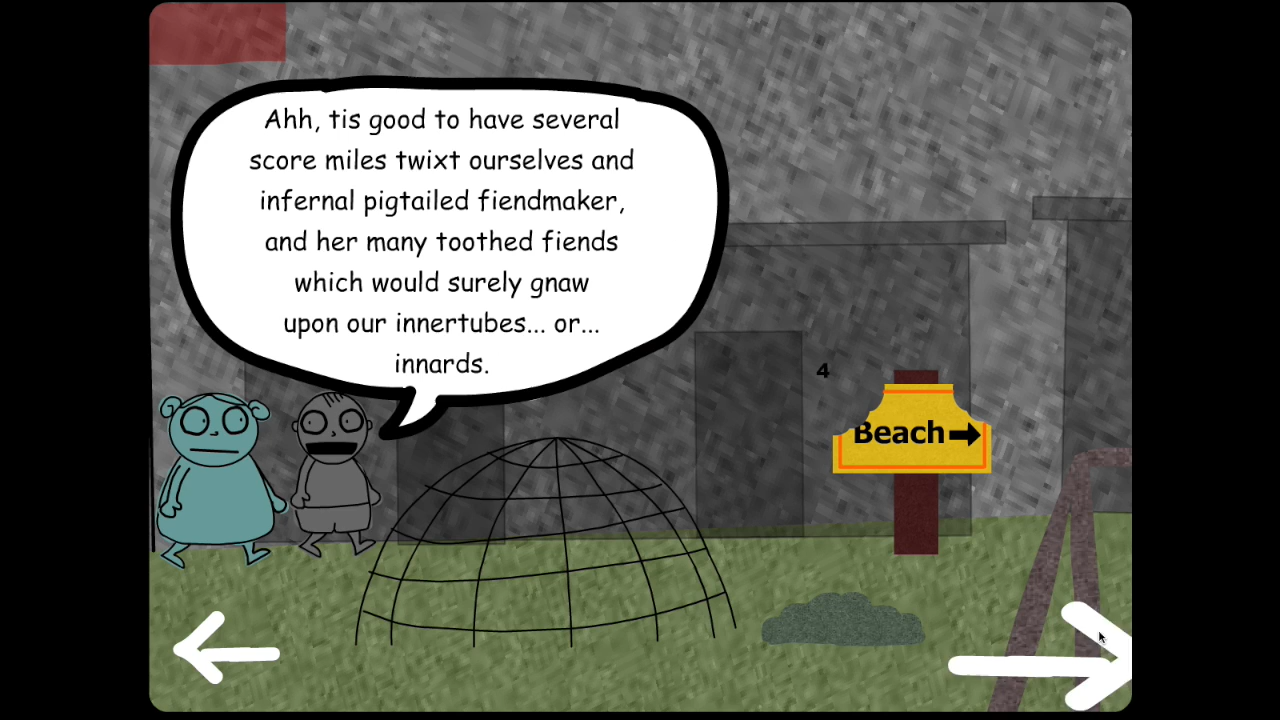 Ahh, tis good to have several
score miles twixt ourselves and
infernal pigtailed fiendmaker,
and her many toothed fiends
which would surely gnaw
upon our innertubes... or...
innards.
4
Beach